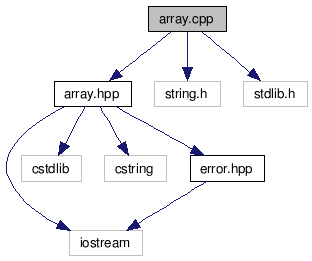 array.cpp
array.hpp
string.h
stdlib.h
cstdlib
cstring
error.hpp
iostream